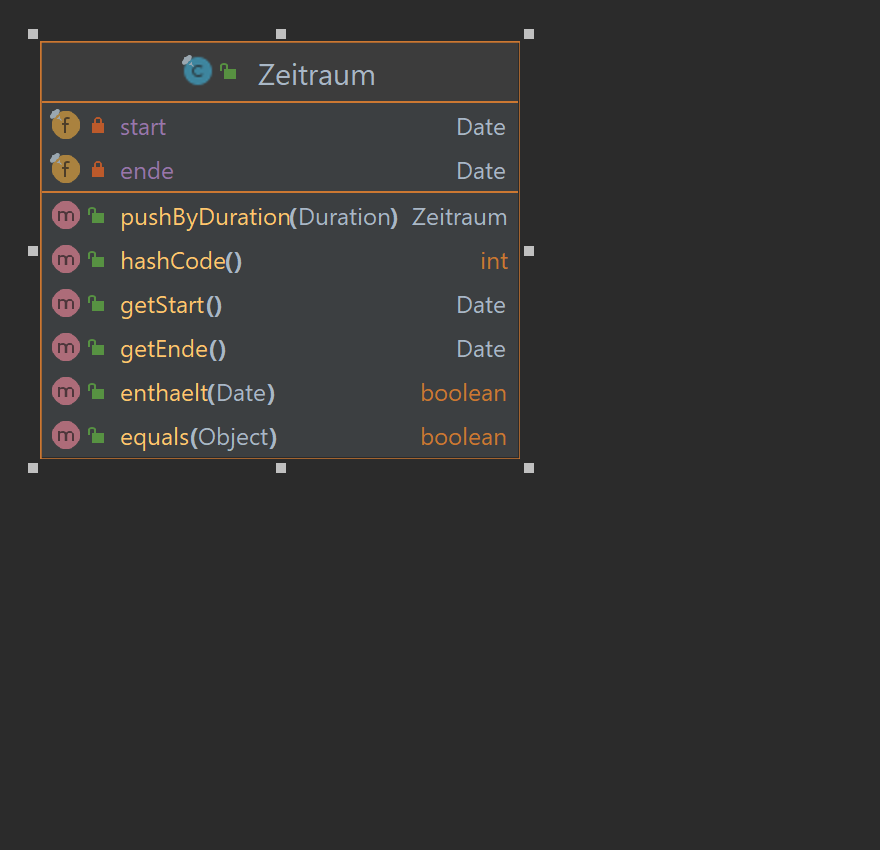 Zeitraum
start Date
ende Date
pushByDuration(Duration) Zeitraum
hashCode() int
getStart() Date
getEnde() Date
enthaelt(Date) boolean
equals(Object) boolean